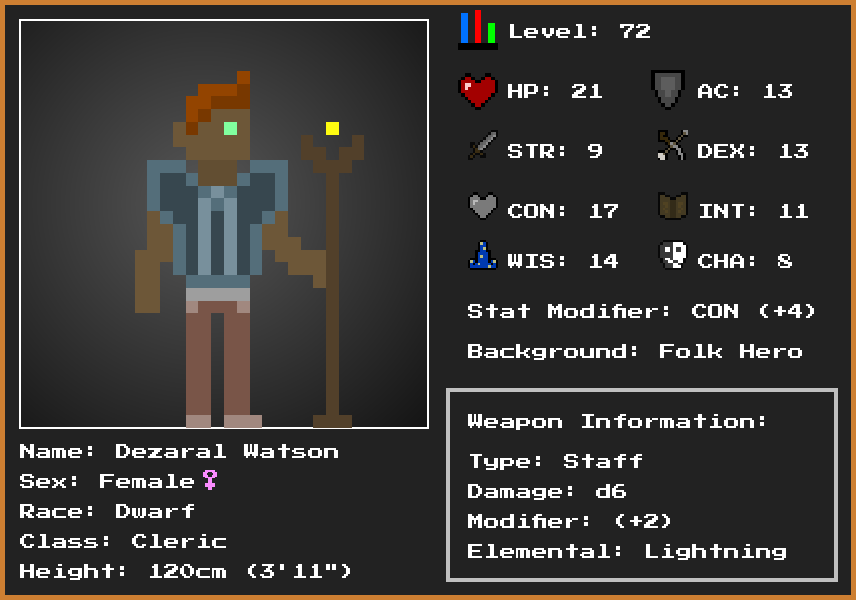 Level: 72
HP: 21
AC: 13
STR: 9
DEX: 13
CON: 17
INT: 11
WIS: 14
CHA: 8
Stat Modifier: CON (+4)
Background: Folk Hero
Weapon Information:
Type: Staff
Damage: d6
Modifier: (+2)
Elemental: Lightning
Name: Dezaral Watson
Sex: Female♀
Race: Dwarf
Class: Cleric
Height: 120cm (3'11")